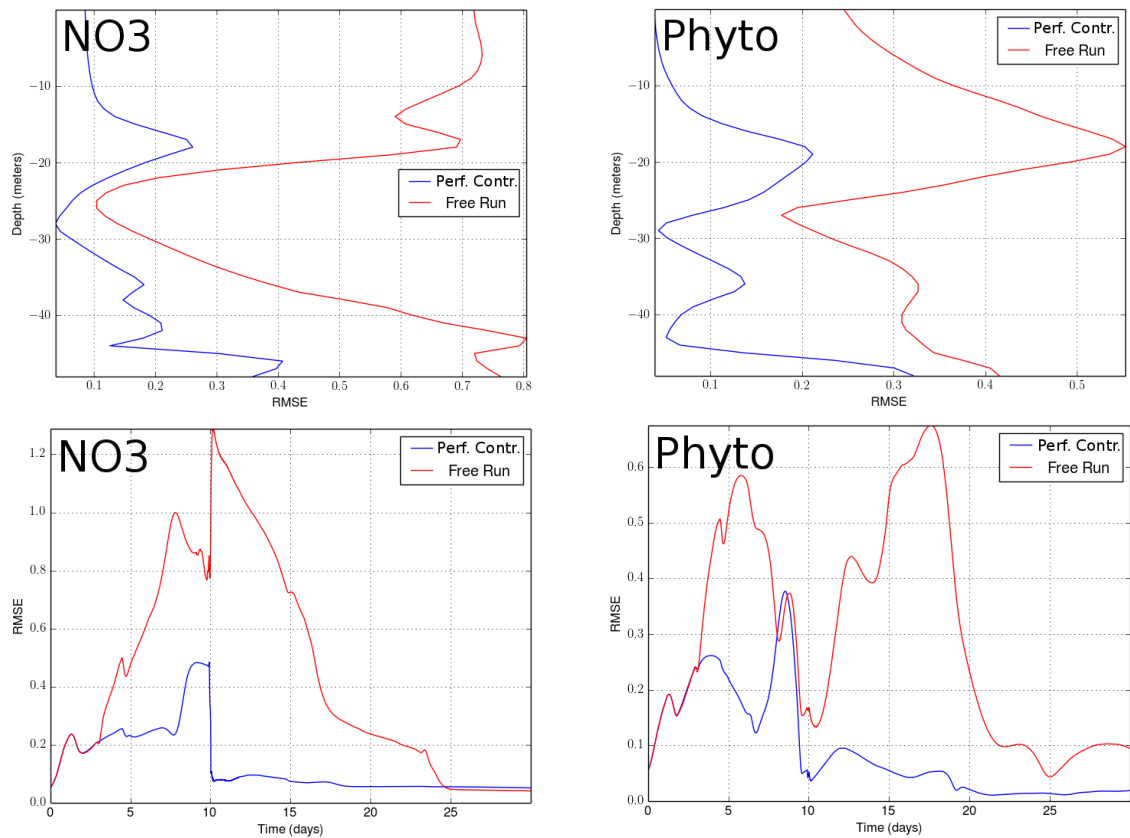 NO3
Perf. Contr.
Free Run
Depth (meters)
−10
−20
−30
−40
0.1 0.2 0.3 0.4 0.5 0.6 0.7 0.8
RMSE
Phyto
Perf. Contr.
Free Run
Depth (meters)
−10
−20
−30
−40
0.1 0.2 0.3 0.4 0.5
RMSE
NO3
Perf. Contr.
Free Run
RMSE
1.2
1.0
0.8
0.6
0.4
0.2
0.0
0 5 10 15 20 25
Time (days)
Phyto
Perf. Contr.
Free Run
RMSE
0.6
0.5
0.4
0.3
0.2
0.1
0.0
0 5 10 15 20 25
Time (days)